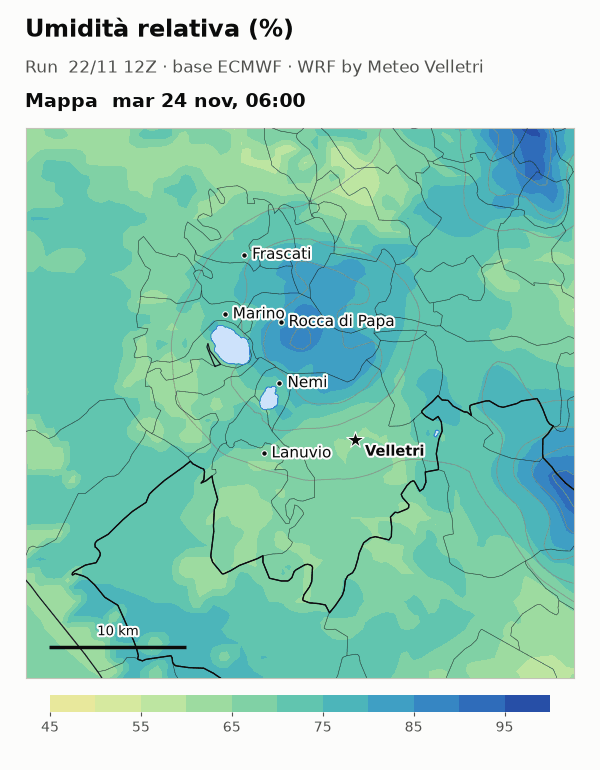 Umidità relativa (%)
Run  22/11 12Z · base ECMWF · WRF by Meteo Velletri
Mappa  mar 24 nov, 06:00
Frascati
Marino
Rocca di Papa
Nemi
Velletri
Lanuvio
10 km
45 55 65 75 85 95